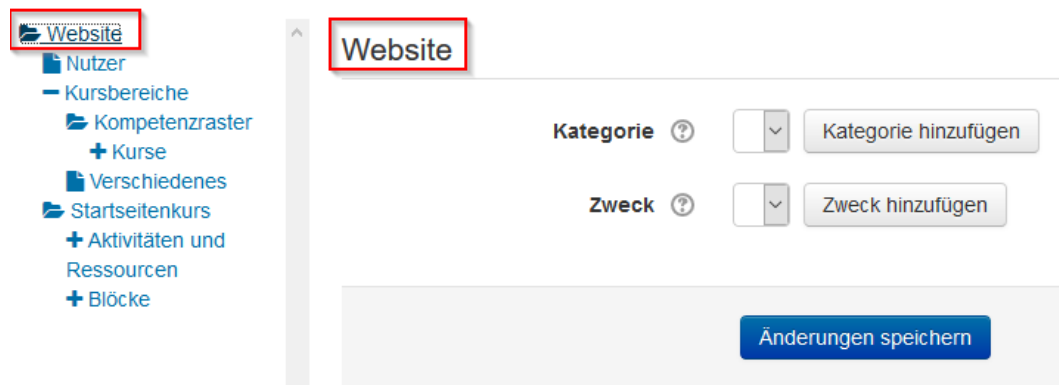 Website
Nutzer
Kursbereiche
Kompetenzraster
Kurse
Verschiedenes
Startseitenkurs
Aktivitäten und
Ressourcen
Blöcke
Website
Kategorie ? Kategorie hinzufügen
Zweck ? Zweck hinzufügen
Änderungen speichern